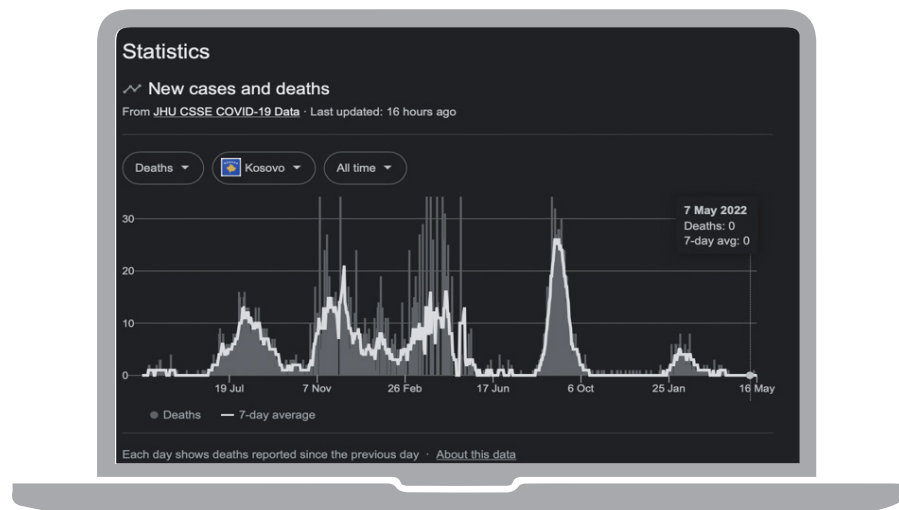 Statistics
New cases and deaths
From JHU CSSE COVID-19 Data · Last updated: 16 hours ago
Deaths Kosovo All time
7 May 2022
Deaths: 0
7-day avg: 0
30
20
10
0
19 Jul 7 Nov 26 Feb 17 Jun 6 Oct 25 Jan 16 May
Deaths 7-day average
Each day shows deaths reported since the previous day · About this data